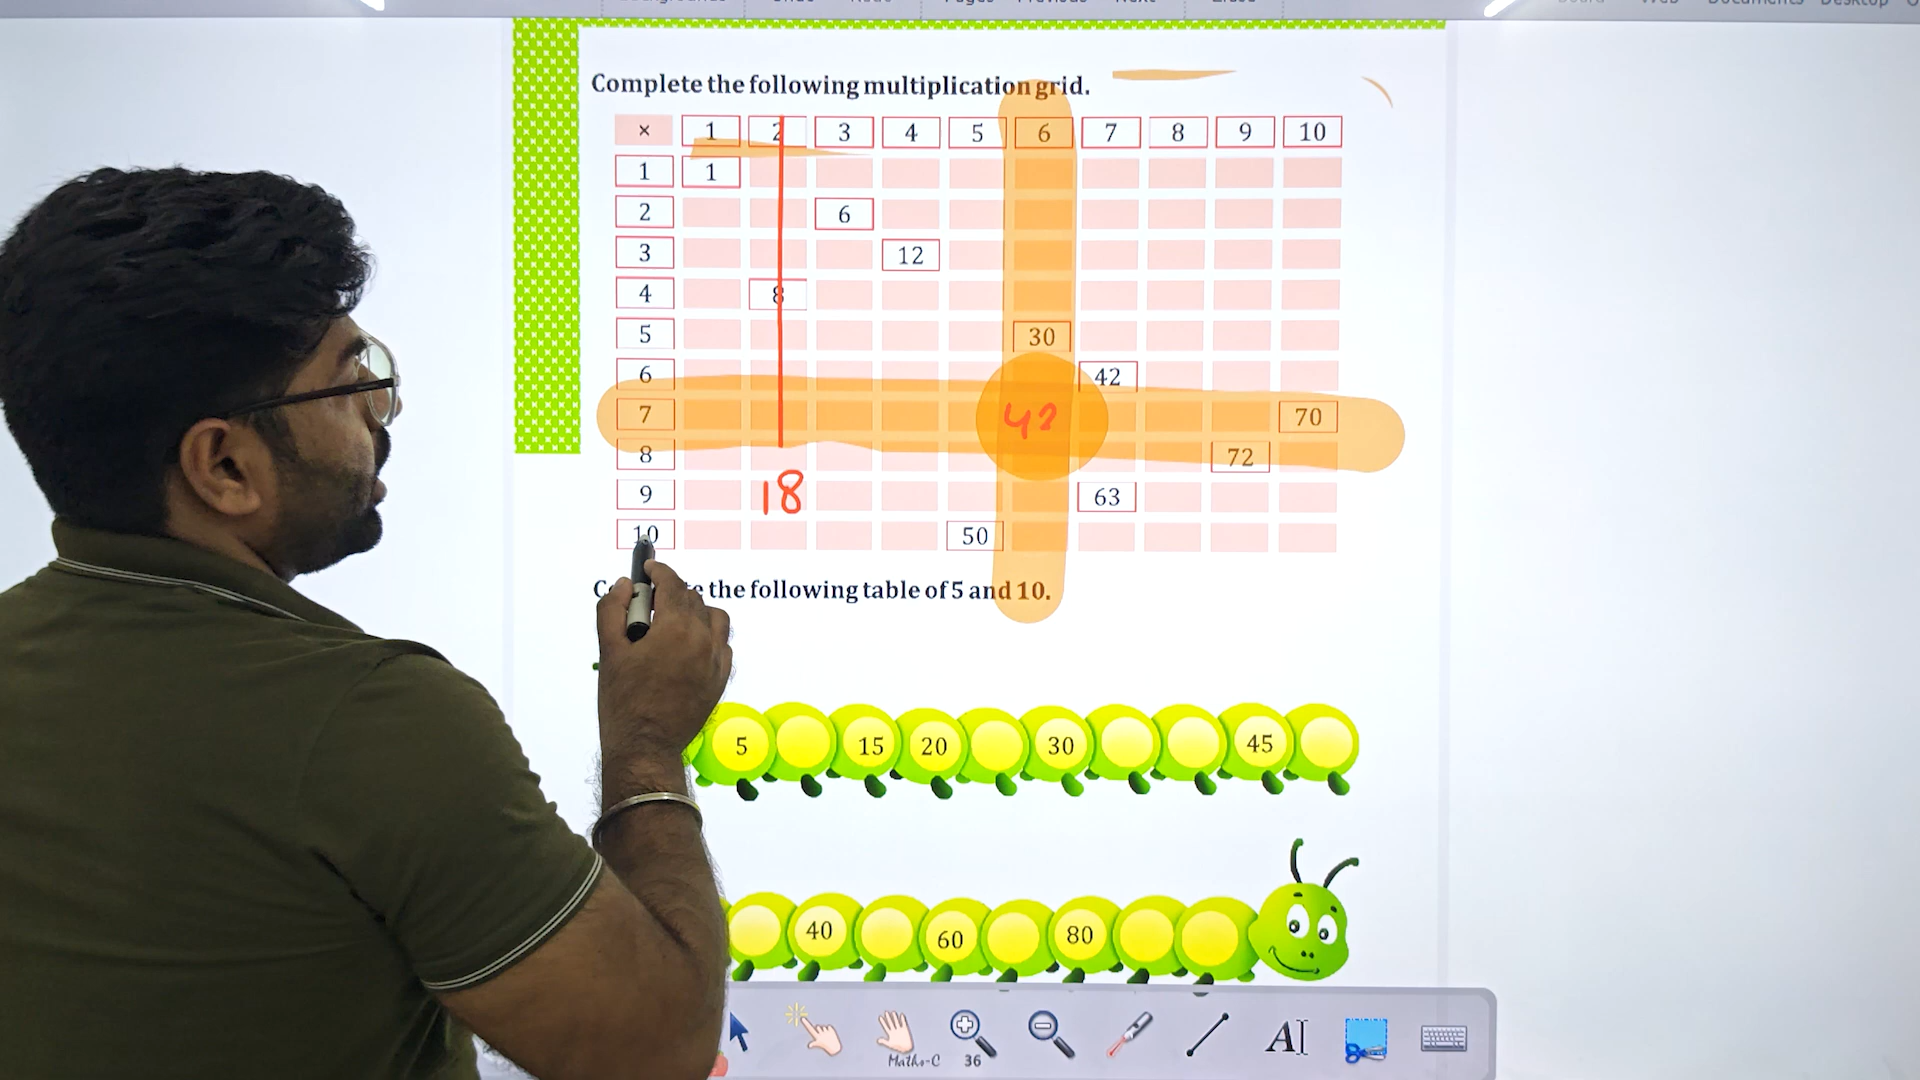 Complete the following multiplication grid.
× 1 2 3 4 5 6 7 8 9 10
1 1
2 6
3 12
4 8
5 30
6 42
7 42 70
8 72
9 18 63
10 50
the following table of 5 and 10.
5 15 20 30 45
40 60 80
Maths-C 36
AI